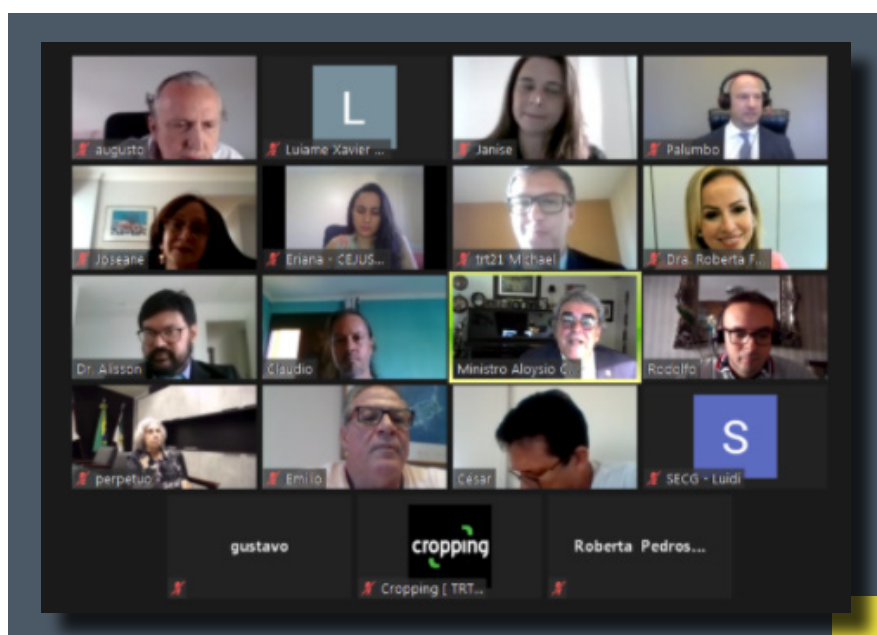 augusto
L
Luiame Xavier ...
Janise
Palumbo
Joseane
Eriana - CEJUS...
trt21 Michael
Dra. Roberta F...
Dr. Alisson
Claudio
Ministro Aloysio C...
Rodolfo
perpetuo
Emilio
César
S
SECG - Luidi
gustavo
cropping
Cropping [ TRT...
Roberta Pedros...